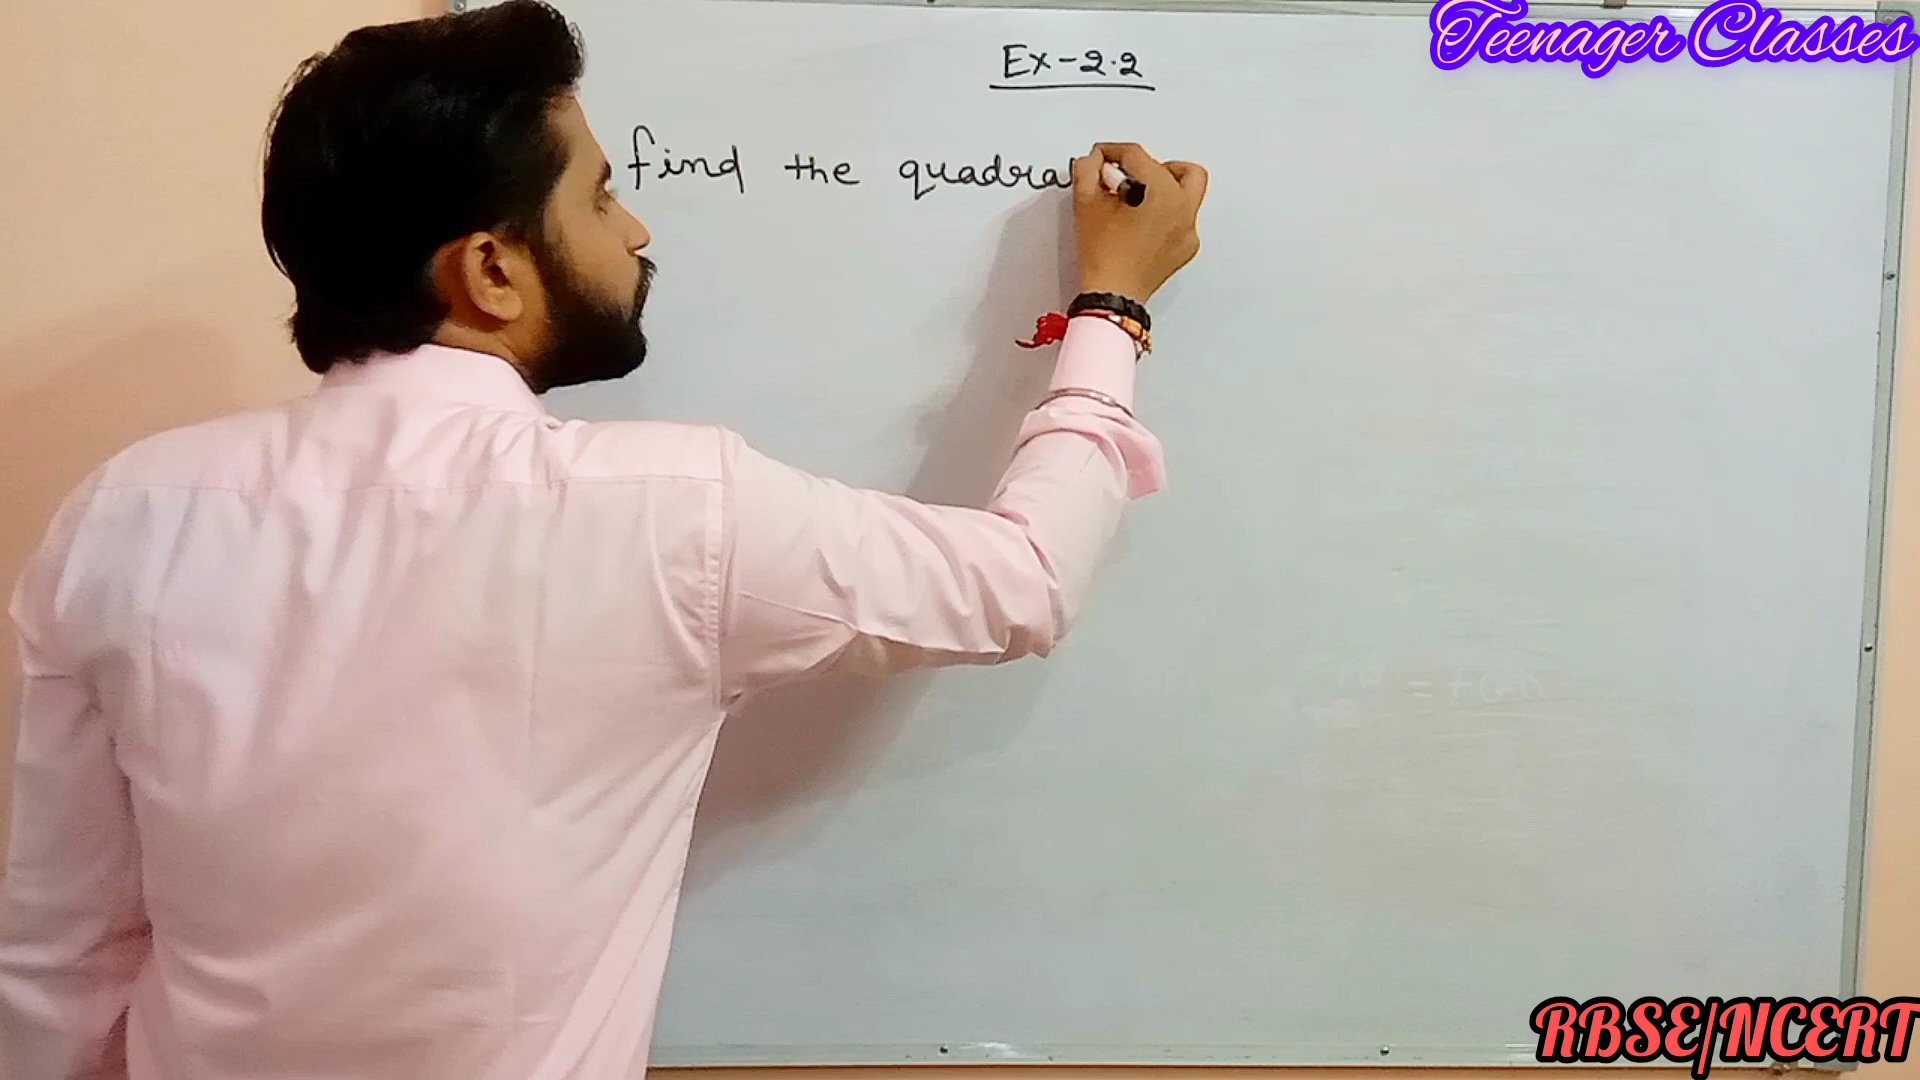 Teenager Classes
Ex-2.2
find the quadra
RBSE/NCERT